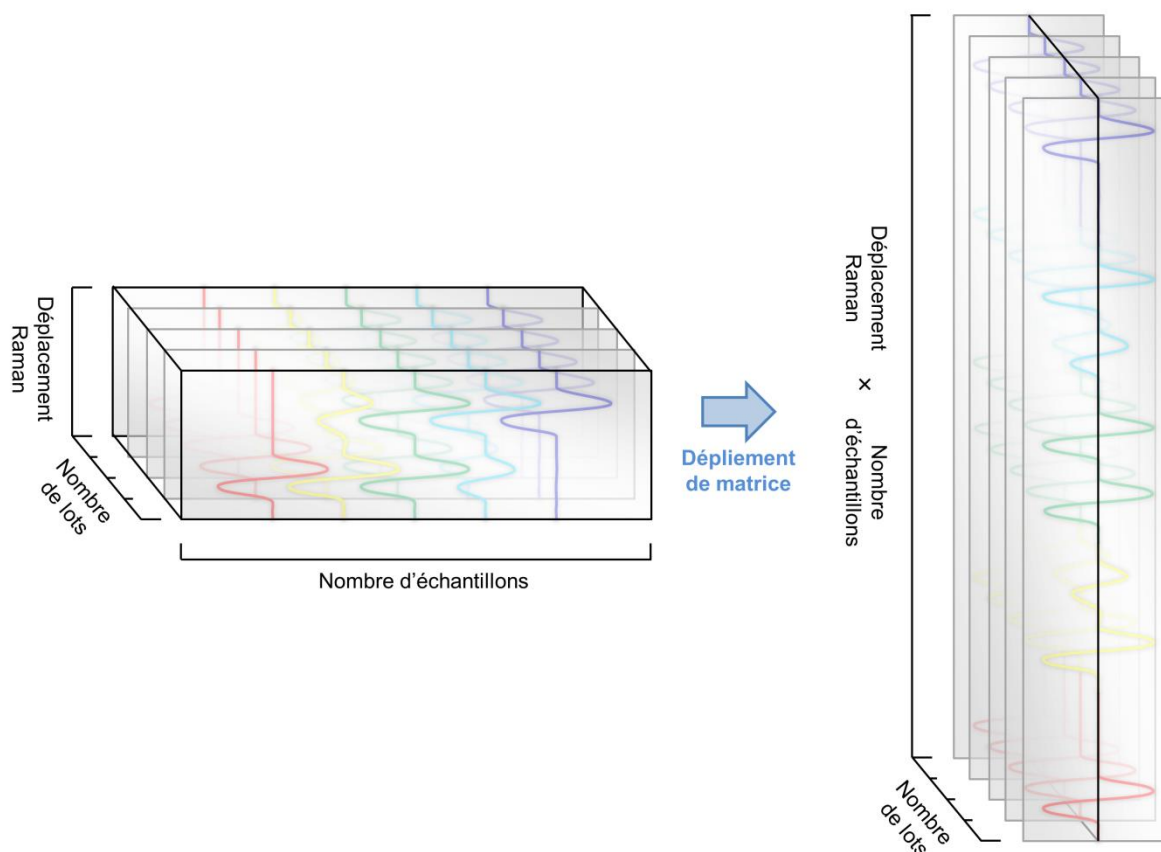 Déplacement
Raman
Nombre
de lots
Nombre d’échantillons
Dépliement
de matrice
Déplacement
Raman
×
Nombre
d’échantillons
Nombre
de lots